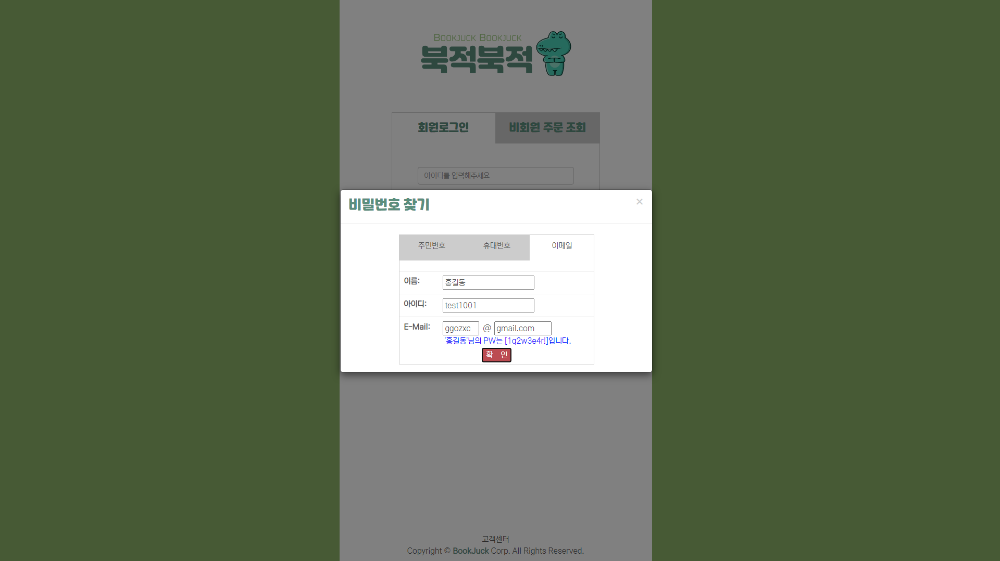 Bookjuck Bookjuck
북적북적
회원로그인 비회원 주문 조회
아이디를 입력해주세요
비밀번호 찾기 ×
주민번호 휴대번호 이메일
이름: 홍길동
아이디: test1001
E-Mail: ggozxc @ gmail.com
'홍길동'님의 PW는 [1q2w3e4r!]입니다.
확 인
고객센터
Copyright © BookJuck Corp. All Rights Reserved.